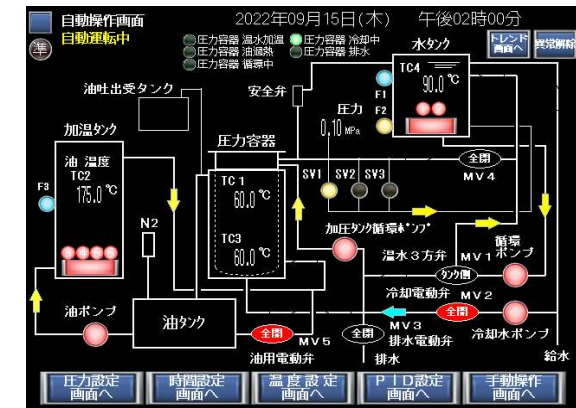 自動操作画面
2022年09月15日(木) 午後02時00分
自動運転中
準
圧力容器 温水加温
圧力容器 冷却中
圧力容器 油過熱
圧力容器 排水
圧力容器 循環中
水タンク
トレンド
画面へ
異常解除
TC4
90.0 ℃
F1
F2
油吐出受タンク
安全弁
圧力
0.10 MPa
加温タンク
圧力容器
油 温度
TC2
175.0 ℃
F3
TC1
60.0 ℃
TC3
60.0 ℃
SV1
SV2
SV3
全閉
MV4
N2
加圧タンク循環ポンプ
循環
ポンプ
温水3方弁
MV1
タンク側
冷却電動弁
MV2
油ポンプ
油タンク
全開
MV5
油用電動弁
全閉
MV3
排水電動弁
排水
全開
冷却水ポンプ
給水
圧力設定
画面へ
時間設定
画面へ
温度設定
画面へ
PID設定
画面へ
手動操作
画面へ